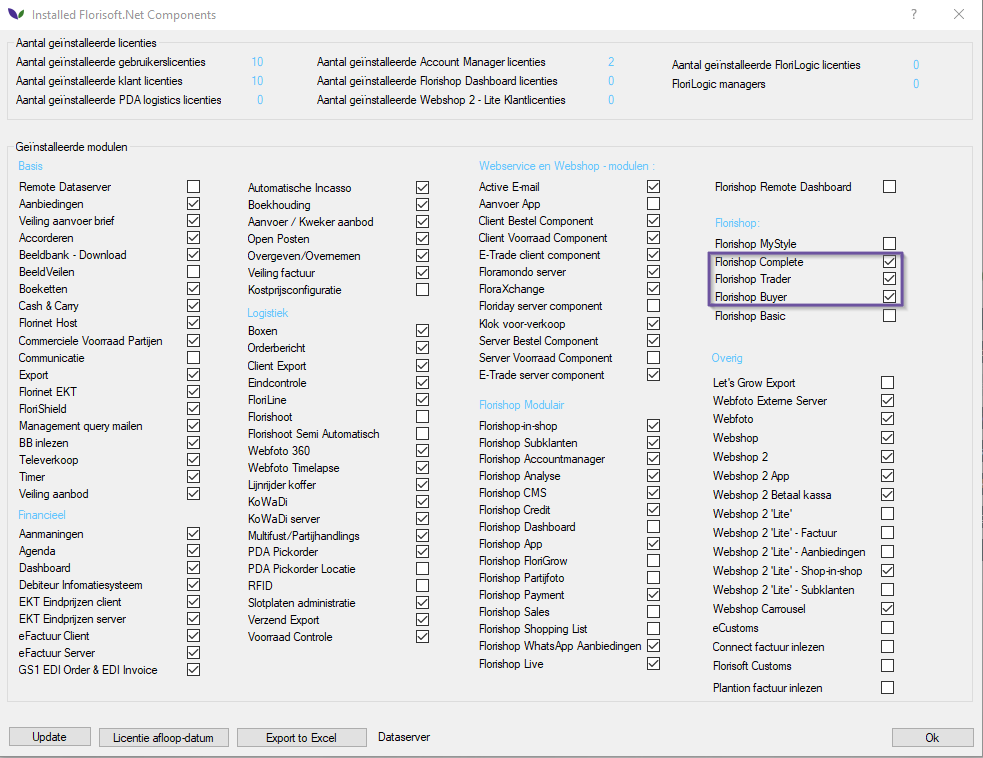 Installed Florisoft.Net Components
?
Aantal geïnstalleerde licenties
Aantal geïnstalleerde gebruikerslicenties 10
Aantal geïnstalleerde klant licenties 10
Aantal geïnstalleerde PDA logistics licenties 0
Aantal geïnstalleerde Account Manager licenties 2
Aantal geïnstalleerde Florishop Dashboard licenties 0
Aantal geïnstalleerde Webshop 2 - Lite Klantlicenties 0
Aantal geïnstalleerde FloriLogic licenties 0
FloriLogic managers 0
Geïnstalleerde modulen
Basis
Remote Dataserver
Aanbiedingen
Veiling aanvoer brief
Accorderen
Beeldbank - Download
BeeldVeilen
Boeketten
Cash & Carry
Florinet Host
Commerciele Voorraad Partijen
Communicatie
Export
Florinet EKT
FloriShield
Management query mailen
BB inlezen
Televerkoop
Timer
Veiling aanbod
Financieel
Aanmaningen
Agenda
Dashboard
Debiteur Infomatiesysteem
EKT Eindprijzen client
EKT Eindprijzen server
eFactuur Client
eFactuur Server
GS1 EDI Order & EDI Invoice
Automatische Incasso
Boekhouding
Aanvoer / Kweker aanbod
Open Posten
Overgeven/Overnemen
Veiling factuur
Kostprijsconfiguratie
Logistiek
Boxen
Orderbericht
Client Export
Eindcontrole
FloriLine
Florishoot
Florishoot Semi Automatisch
Webfoto 360
Webfoto Timelapse
Lijnrijder koffer
KoWaDi
KoWaDi server
Multifust/Partijhandlings
PDA Pickorder
PDA Pickorder Locatie
RFID
Slotplaten administratie
Verzend Export
Voorraad Controle
Webservice en Webshop - modulen :
Active E-mail
Aanvoer App
Client Bestel Component
Client Voorraad Component
E-Trade client component
Floramondo server
FloraXchange
Floriday server component
Klok voor-verkoop
Server Bestel Component
Server Voorraad Component
E-Trade server component
Florishop Modulair
Florishop-in-shop
Florishop Subklanten
Florishop Accountmanager
Florishop Analyse
Florishop CMS
Florishop Credit
Florishop Dashboard
Florishop App
Florishop FloriGrow
Florishop Partijfoto
Florishop Payment
Florishop Sales
Florishop Shopping List
Florishop WhatsApp Aanbiedingen
Florishop Live
Florishop Remote Dashboard
Florishop:
Florishop MyStyle
Florishop Complete
Florishop Trader
Florishop Buyer
Florishop Basic
Overig
Let's Grow Export
Webfoto Externe Server
Webfoto
Webshop
Webshop 2
Webshop 2 App
Webshop 2 Betaal kassa
Webshop 2 'Lite'
Webshop 2 'Lite' - Factuur
Webshop 2 'Lite' - Aanbiedingen
Webshop 2 'Lite' - Shop-in-shop
Webshop 2 'Lite' - Subklanten
Webshop Carrousel
eCustoms
Connect factuur inlezen
Florisoft Customs
Plantion factuur inlezen
Update
Licentie afloop-datum
Export to Excel
Dataserver
Ok